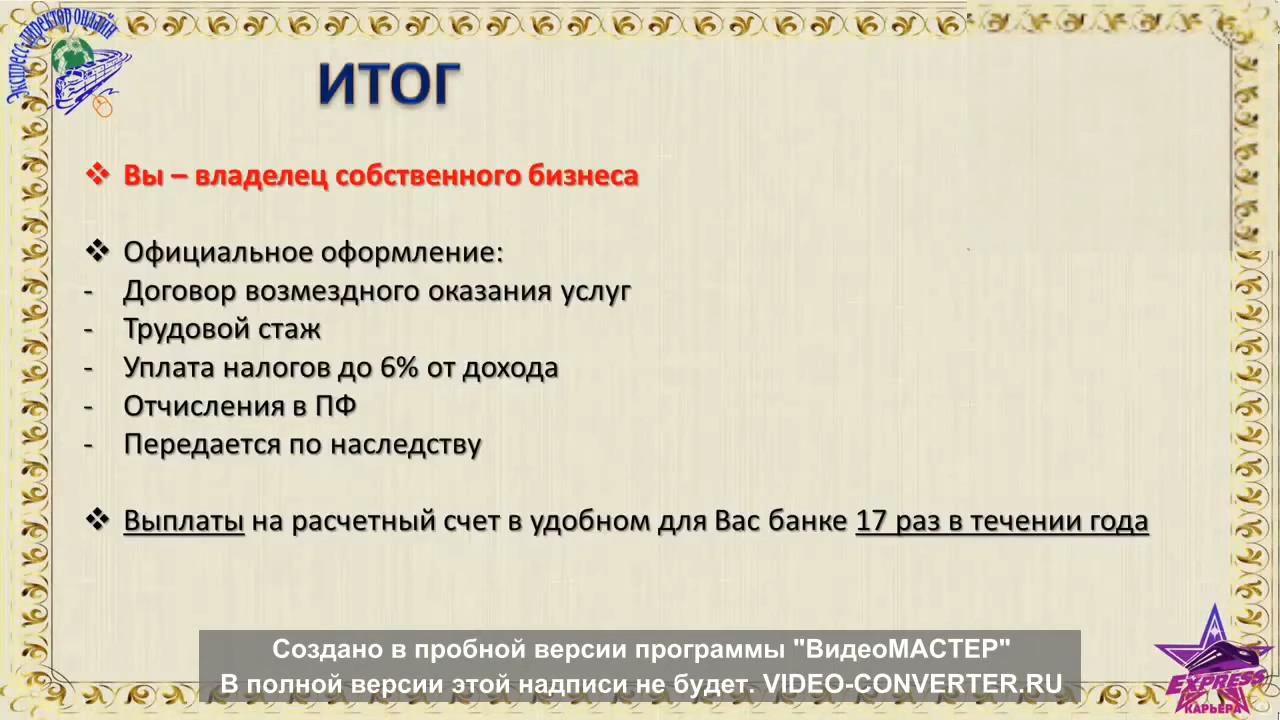 Экспресс-директор онлайн
ИТОГ
❖ Вы – владелец собственного бизнеса
❖ Официальное оформление:
- Договор возмездного оказания услуг
- Трудовой стаж
- Уплата налогов до 6% от дохода
- Отчисления в ПФ
- Передается по наследству
❖ Выплаты на расчетный счет в удобном для Вас банке 17 раз в течении года
Создано в пробной версии программы "ВидеоМАСТЕР"
В полной версии этой надписи не будет. VIDEO-CONVERTER.RU
EXPRESS
КАРЬЕРА